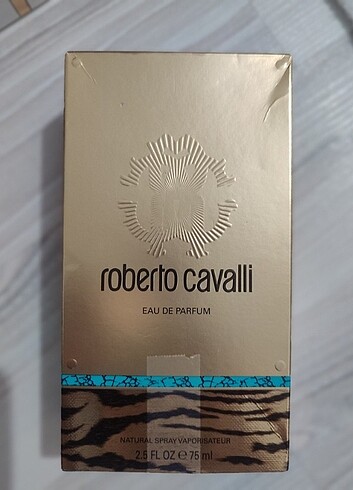 roberto cavalli
EAU DE PARFUM
NATURAL SPRAY VAPORISATEUR
2.5 FL OZ ℮ 75 ml